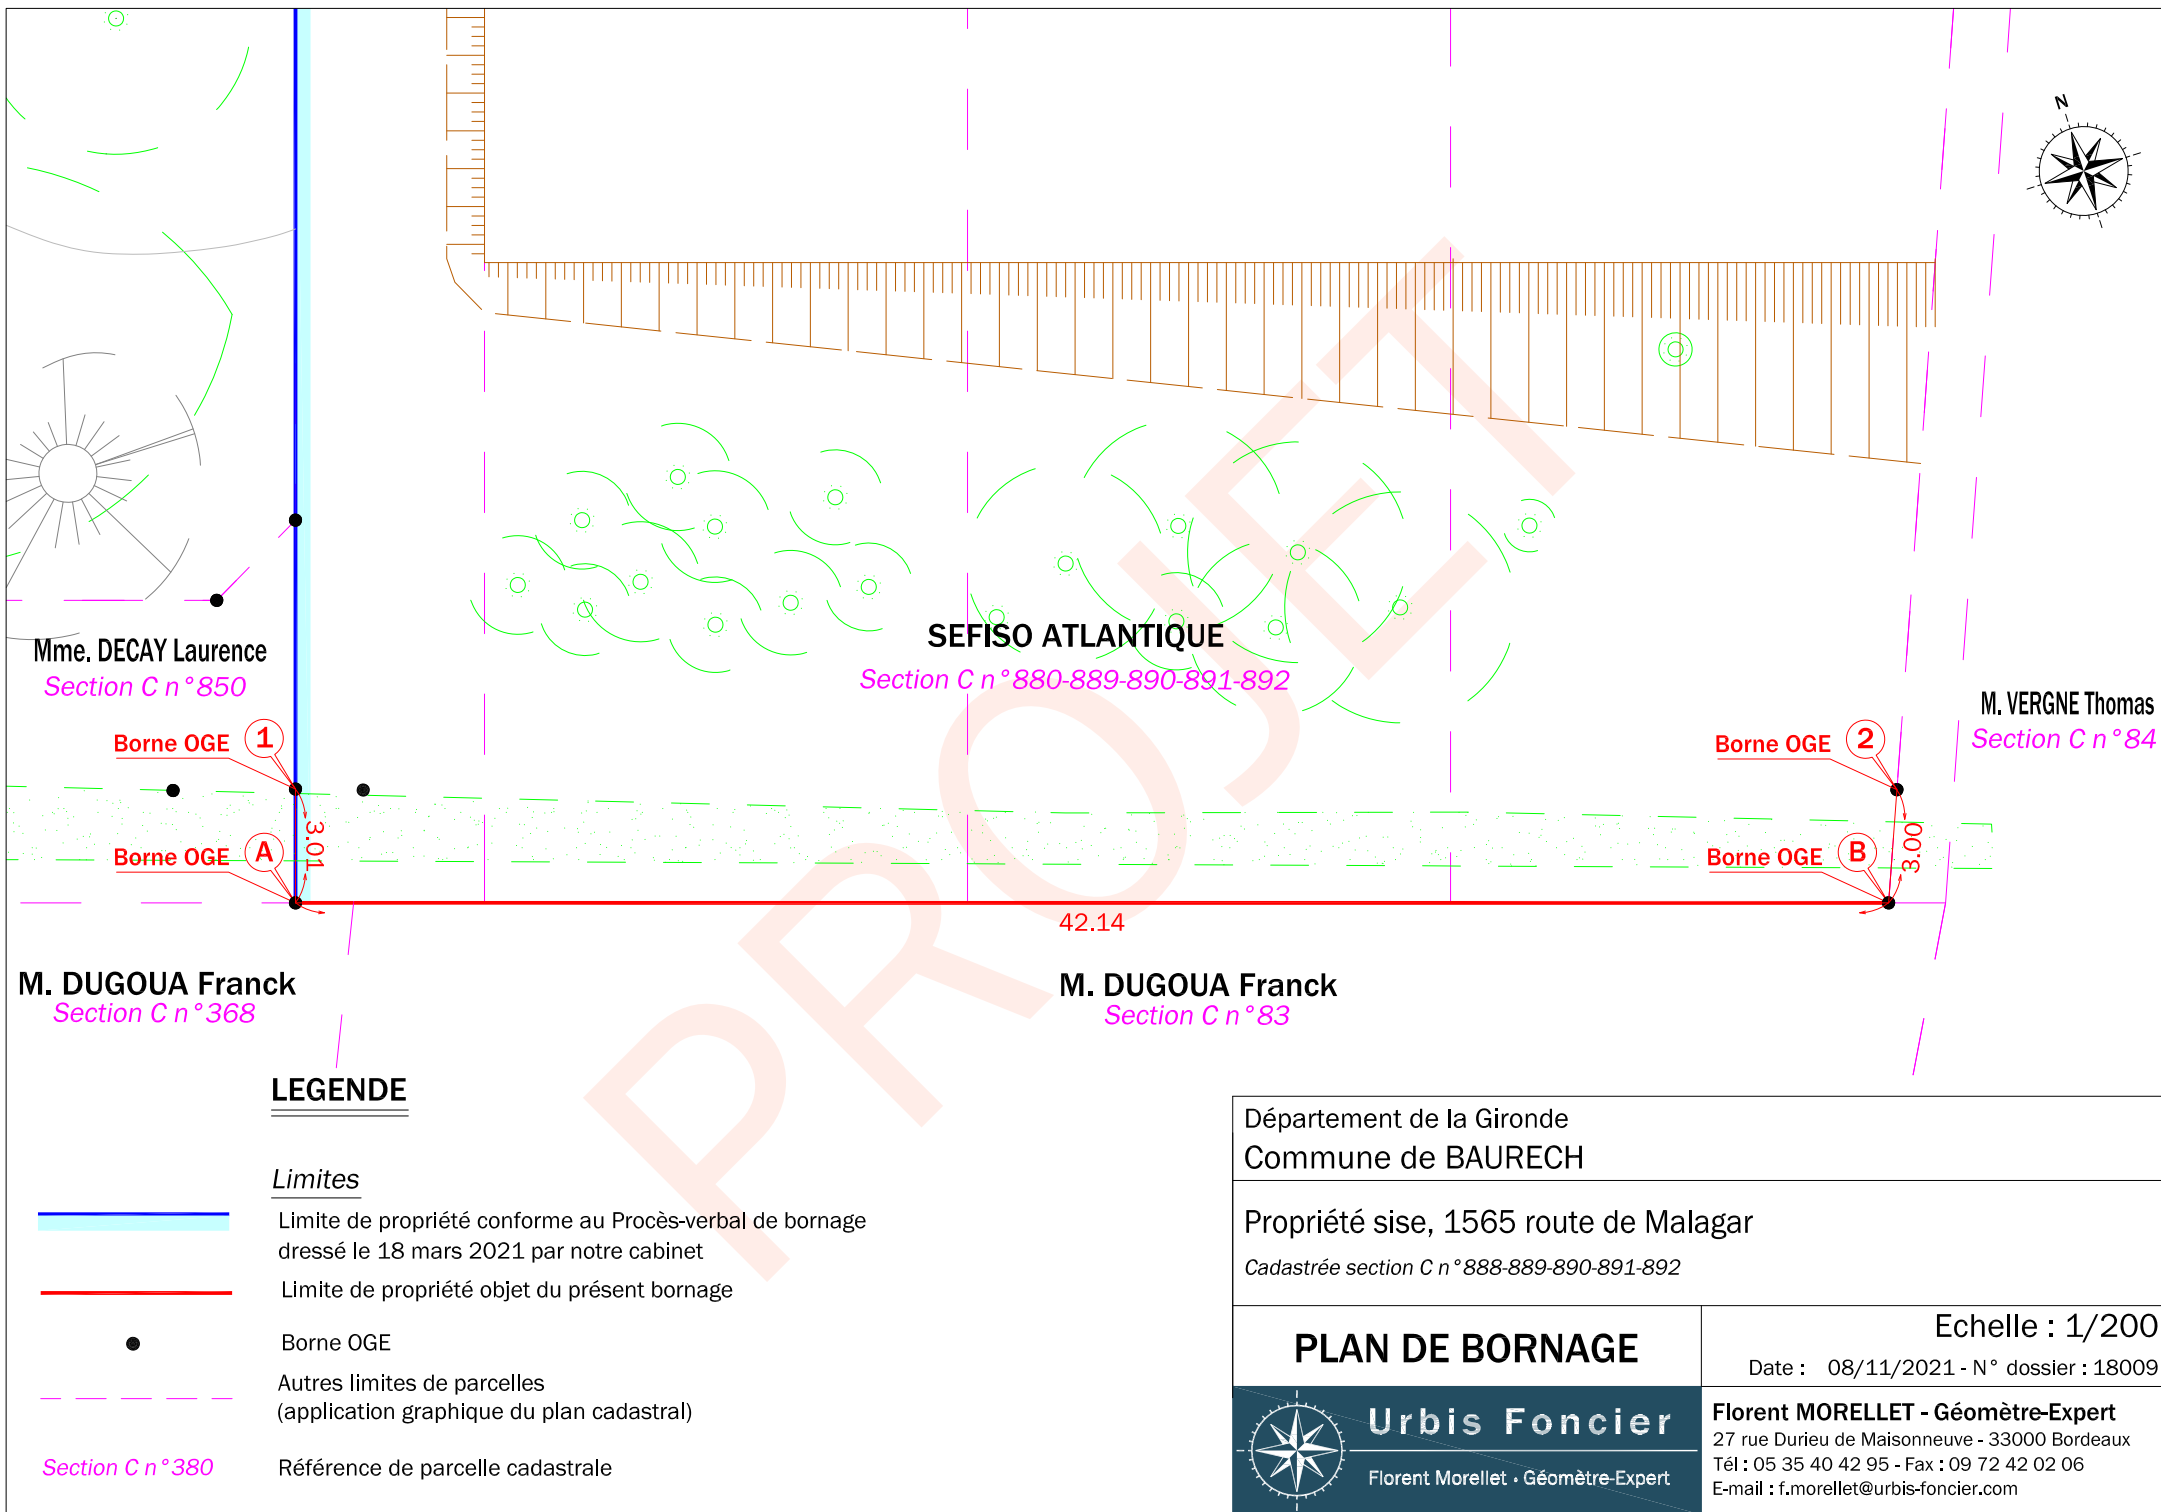 N
PROJET
Mme. DECAY Laurence
Section C n°850
SEFISO ATLANTIQUE
Section C n°880-889-890-891-892
M. VERGNE Thomas
Section C n°84
Borne OGE 1
Borne OGE 2
3.01
3.00
Borne OGE A
Borne OGE B
42.14
M. DUGOUA Franck
Section C n°368
M. DUGOUA Franck
Section C n°83
LEGENDE
Limites
Limite de propriété conforme au Procès-verbal de bornage
dressé le 18 mars 2021 par notre cabinet
Limite de propriété objet du présent bornage
Borne OGE
Autres limites de parcelles
(application graphique du plan cadastral)
Section C n°380
Référence de parcelle cadastrale
Département de la Gironde
Commune de BAURECH
Propriété sise, 1565 route de Malagar
Cadastrée section C n°888-889-890-891-892
PLAN DE BORNAGE
Echelle : 1/200
Date : 08/11/2021 - N° dossier : 18009
Urbis Foncier
Florent Morellet • Géomètre-Expert
Florent MORELLET - Géomètre-Expert
27 rue Durieu de Maisonneuve - 33000 Bordeaux
Tél : 05 35 40 42 95 - Fax : 09 72 42 02 06
E-mail : f.morellet@urbis-foncier.com